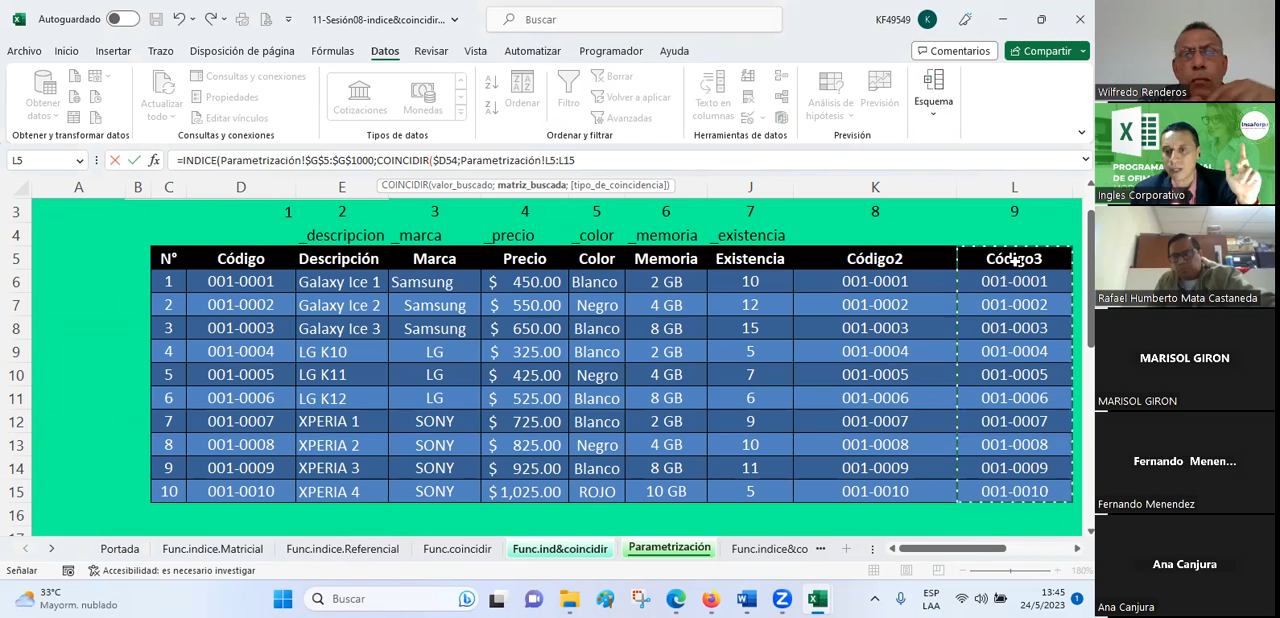 Autoguardado
11-Sesión08-indice&coincidir...
Buscar
KF49549
K
Archivo Inicio Insertar Trazo Disposición de página Fórmulas Datos Revisar Vista Automatizar Programador Ayuda
Comentarios
Compartir
Obtener datos
Actualizar todo
Consultas y conexiones
Propiedades
Editar vínculos
Cotizaciones
Monedas
Ordenar
Filtro
Borrar
Volver a aplicar
Avanzadas
Texto en columnas
Análisis de hipótesis
Previsión
Esquema
Obtener y transformar datos
Consultas y conexiones
Tipos de datos
Ordenar y filtrar
Herramientas de datos
Previsión
L5
fx
=INDICE(Parametrización!$G$5:$G$1000;COINCIDIR($D54;Parametrización!L5:L15
COINCIDIR(valor_buscado; matriz_buscada; [tipo_de_coincidencia])
A B C D E J K L
3 1 2 3 4 5 6 7 8 9
4 _descripcion _marca _precio _color _memoria _existencia
5 N° Código Descripción Marca Precio Color Memoria Existencia Código2 Código3
6 1 001-0001 Galaxy Ice 1 Samsung $ 450.00 Blanco 2 GB 10 001-0001 001-0001
7 2 001-0002 Galaxy Ice 2 Samsung $ 550.00 Negro 4 GB 12 001-0002 001-0002
8 3 001-0003 Galaxy Ice 3 Samsung $ 650.00 Blanco 8 GB 15 001-0003 001-0003
9 4 001-0004 LG K10 LG $ 325.00 Blanco 2 GB 5 001-0004 001-0004
10 5 001-0005 LG K11 LG $ 425.00 Negro 4 GB 7 001-0005 001-0005
11 6 001-0006 LG K12 LG $ 525.00 Blanco 8 GB 6 001-0006 001-0006
12 7 001-0007 XPERIA 1 SONY $ 725.00 Blanco 2 GB 9 001-0007 001-0007
13 8 001-0008 XPERIA 2 SONY $ 825.00 Negro 4 GB 10 001-0008 001-0008
14 9 001-0009 XPERIA 3 SONY $ 925.00 Blanco 8 GB 11 001-0009 001-0009
15 10 001-0010 XPERIA 4 SONY $ 1,025.00 ROJO 10 GB 5 001-0010 001-0010
16
Portada Func.indice.Matricial Func.indice.Referencial Func.coincidir Func.ind&coincidir Parametrización Func.indice&co ...
Señalar
Accesibilidad: es necesario investigar
180%
33°C
Mayorm. nublado
Buscar
ESP
LAA
13:45
24/5/2023
1
Wilfredo Renderos
Insaforp
Ingles Corporativo
Rafael Humberto Mata Castaneda
MARISOL GIRON
MARISOL GIRON
Fernando Menen...
Fernando Menendez
Ana Canjura
Ana Canjura